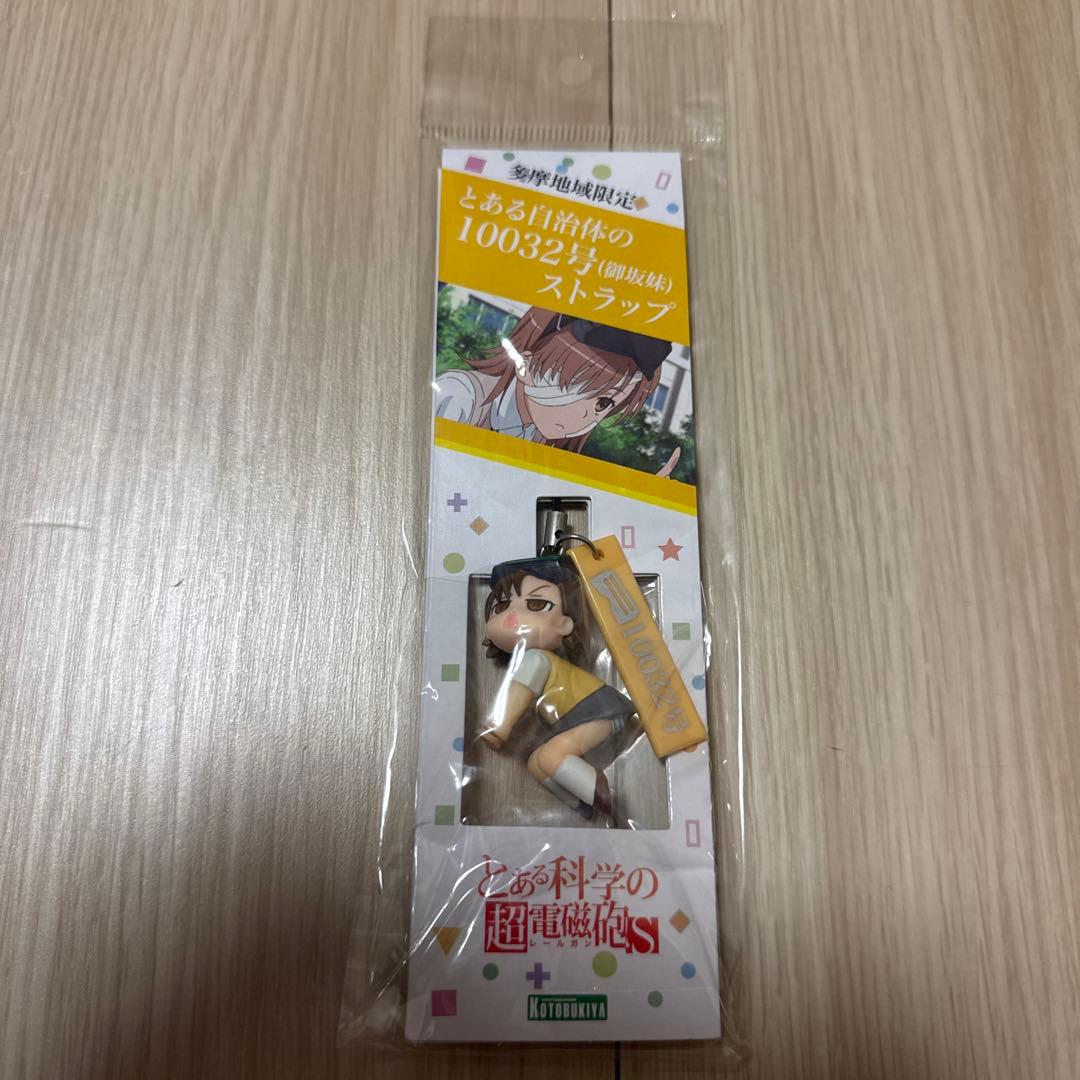 多摩地域限定
とある自治体の
10032号(御坂妹)
ストラップ
10032号
とある科学の
超電磁砲S
レールガン
KOTOBUKIYA